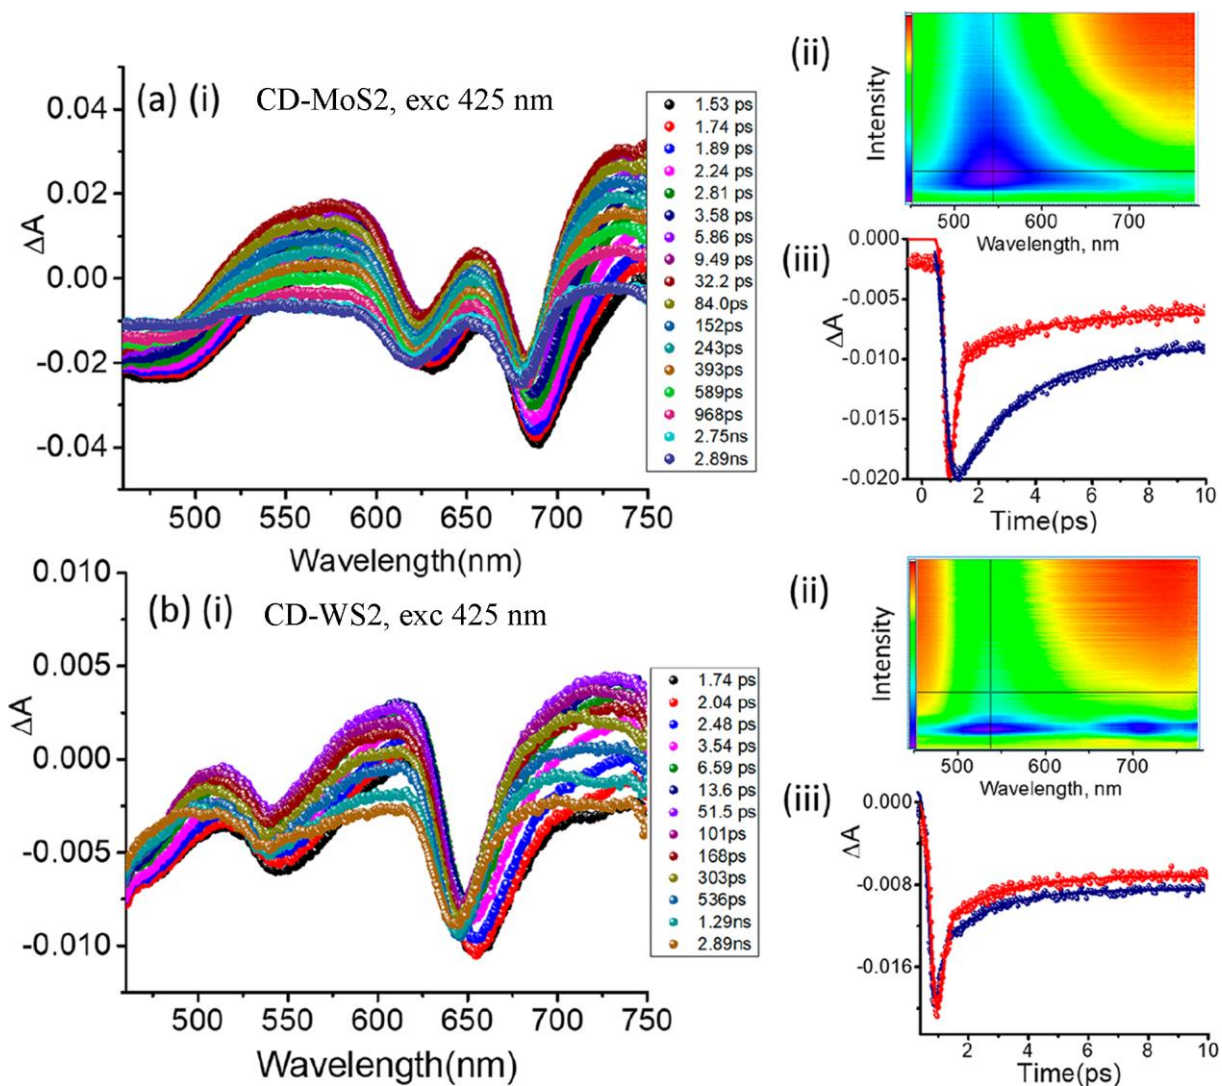 (a) (i) CD-MoS2, exc 425 nm
0.04
0.02
0.00
-0.02
-0.04
ΔA
500 550 600 650 700 750
Wavelength(nm)
1.53 ps
1.74 ps
1.89 ps
2.24 ps
2.81 ps
3.58 ps
5.86 ps
9.49 ps
32.2 ps
84.0ps
152ps
243ps
393ps
589ps
968ps
2.75ns
2.89ns
(ii)
Intensity
500 600 700
Wavelength, nm
(iii)
0.000
-0.005
-0.010
-0.015
-0.020
ΔA
0 2 4 6 8 10
Time(ps)
(b) (i) CD-WS2, exc 425 nm
0.010
0.005
0.000
-0.005
-0.010
ΔA
500 550 600 650 700 750
Wavelength(nm)
1.74 ps
2.04 ps
2.48 ps
3.54 ps
6.59 ps
13.6 ps
51.5 ps
101ps
168ps
303ps
536ps
1.29ns
2.89ns
(ii)
Intensity
500 600 700
Wavelength, nm
(iii)
0.000
-0.008
-0.016
ΔA
2 4 6 8 10
Time(ps)